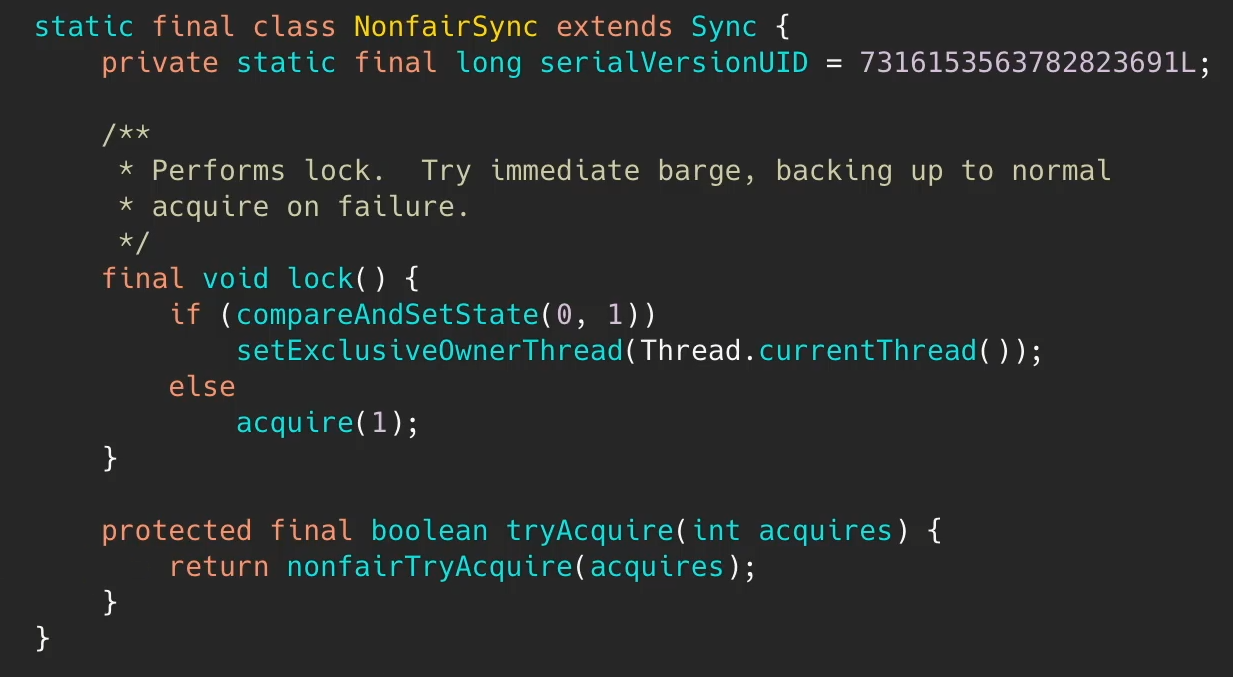 static final class NonfairSync extends Sync {
    private static final long serialVersionUID = 7316153563782823691L;

    /**
     * Performs lock.  Try immediate barge, backing up to normal
     * acquire on failure.
     */
    final void lock() {
        if (compareAndSetState(0, 1))
            setExclusiveOwnerThread(Thread.currentThread());
        else
            acquire(1);
    }

    protected final boolean tryAcquire(int acquires) {
        return nonfairTryAcquire(acquires);
    }
}